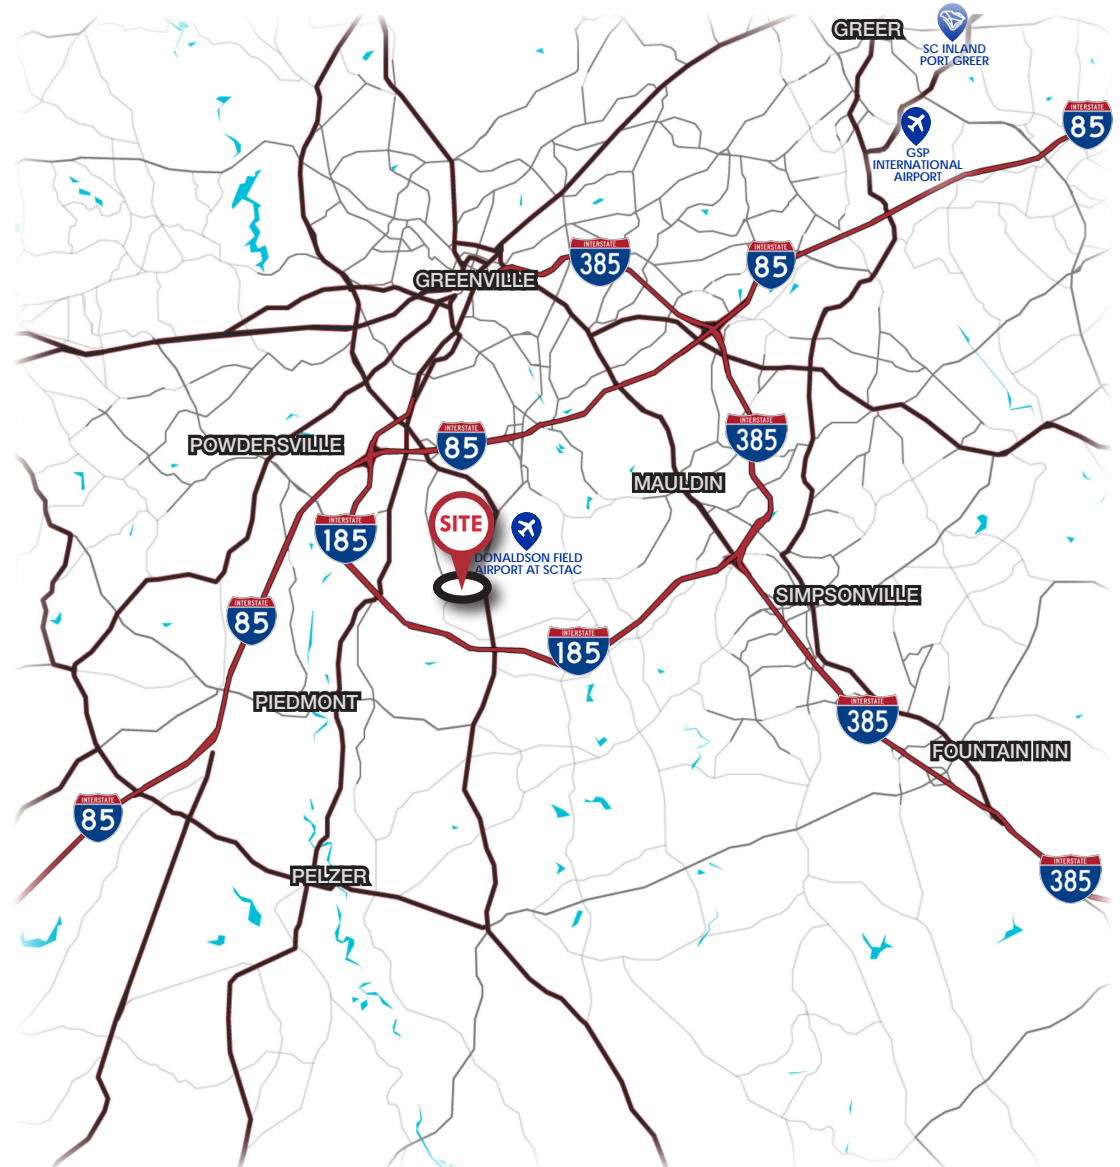 GREER
SC INLAND
PORT GREER
INTERSTATE
85
GSP
INTERNATIONAL
AIRPORT
INTERSTATE
385
INTERSTATE
85
GREENVILLE
INTERSTATE
385
INTERSTATE
85
POWDERSVILLE
MAULDIN
SITE
INTERSTATE
185
DONALDSON FIELD
AIRPORT AT SCTAC
INTERSTATE
85
SIMPSONVILLE
INTERSTATE
185
PIEDMONT
INTERSTATE
385
FOUNTAIN INN
INTERSTATE
85
PELZER
INTERSTATE
385